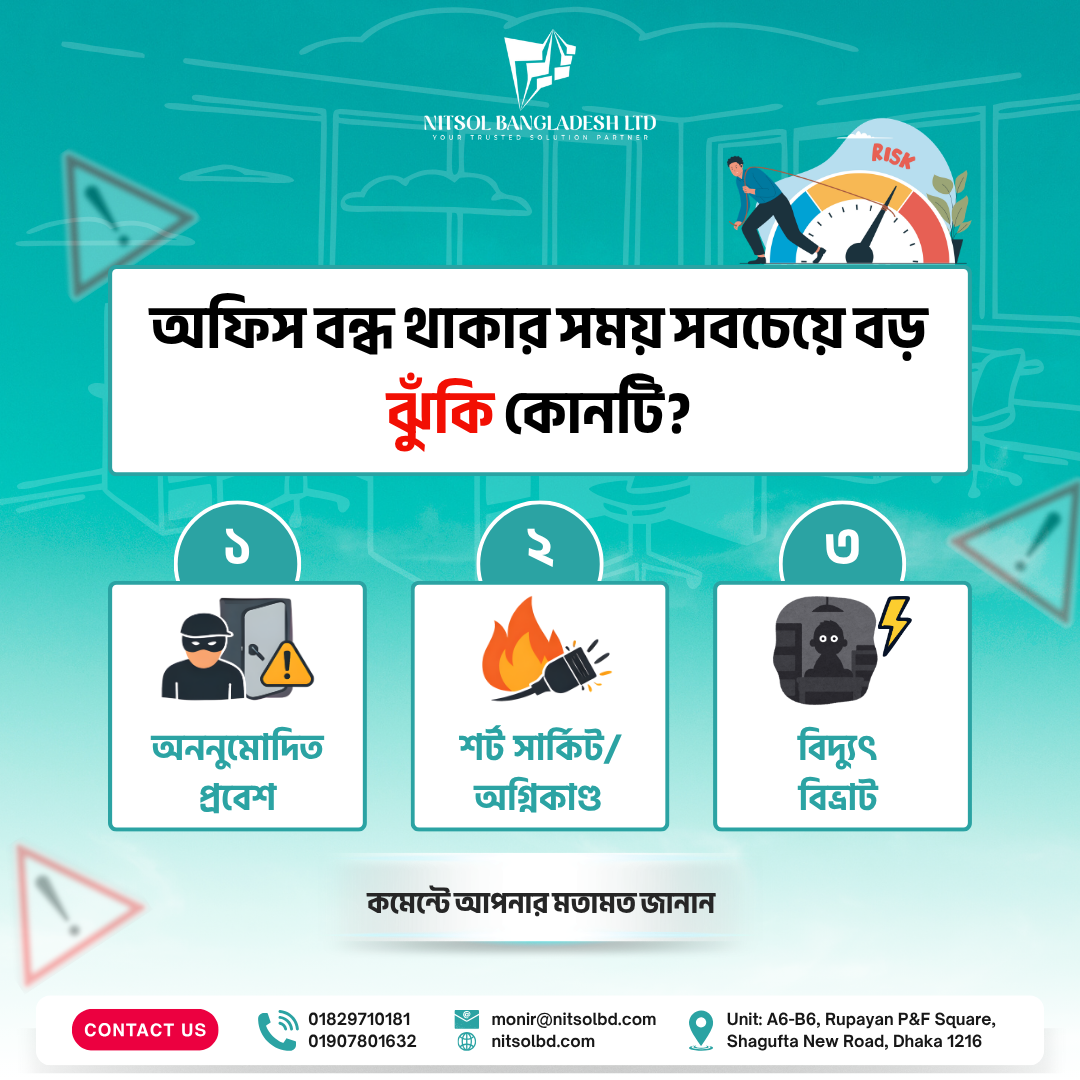 NITSOL BANGLADESH LTD
YOUR TRUSTED SOLUTION PARTNER
RISK
অফিস বন্ধ থাকার সময় সবচেয়ে বড়
ঝুঁকি কোনটি?
১
২
৩
অননুমোদিত
প্রবেশ
শর্ট সার্কিট/
অগ্নিকাণ্ড
বিদ্যুৎ
বিভ্রাট
কমেন্টে আপনার মতামত জানান
CONTACT US
01829710181
01907801632
monir@nitsolbd.com
nitsolbd.com
Unit: A6-B6, Rupayan P&F Square,
Shagufta New Road, Dhaka 1216